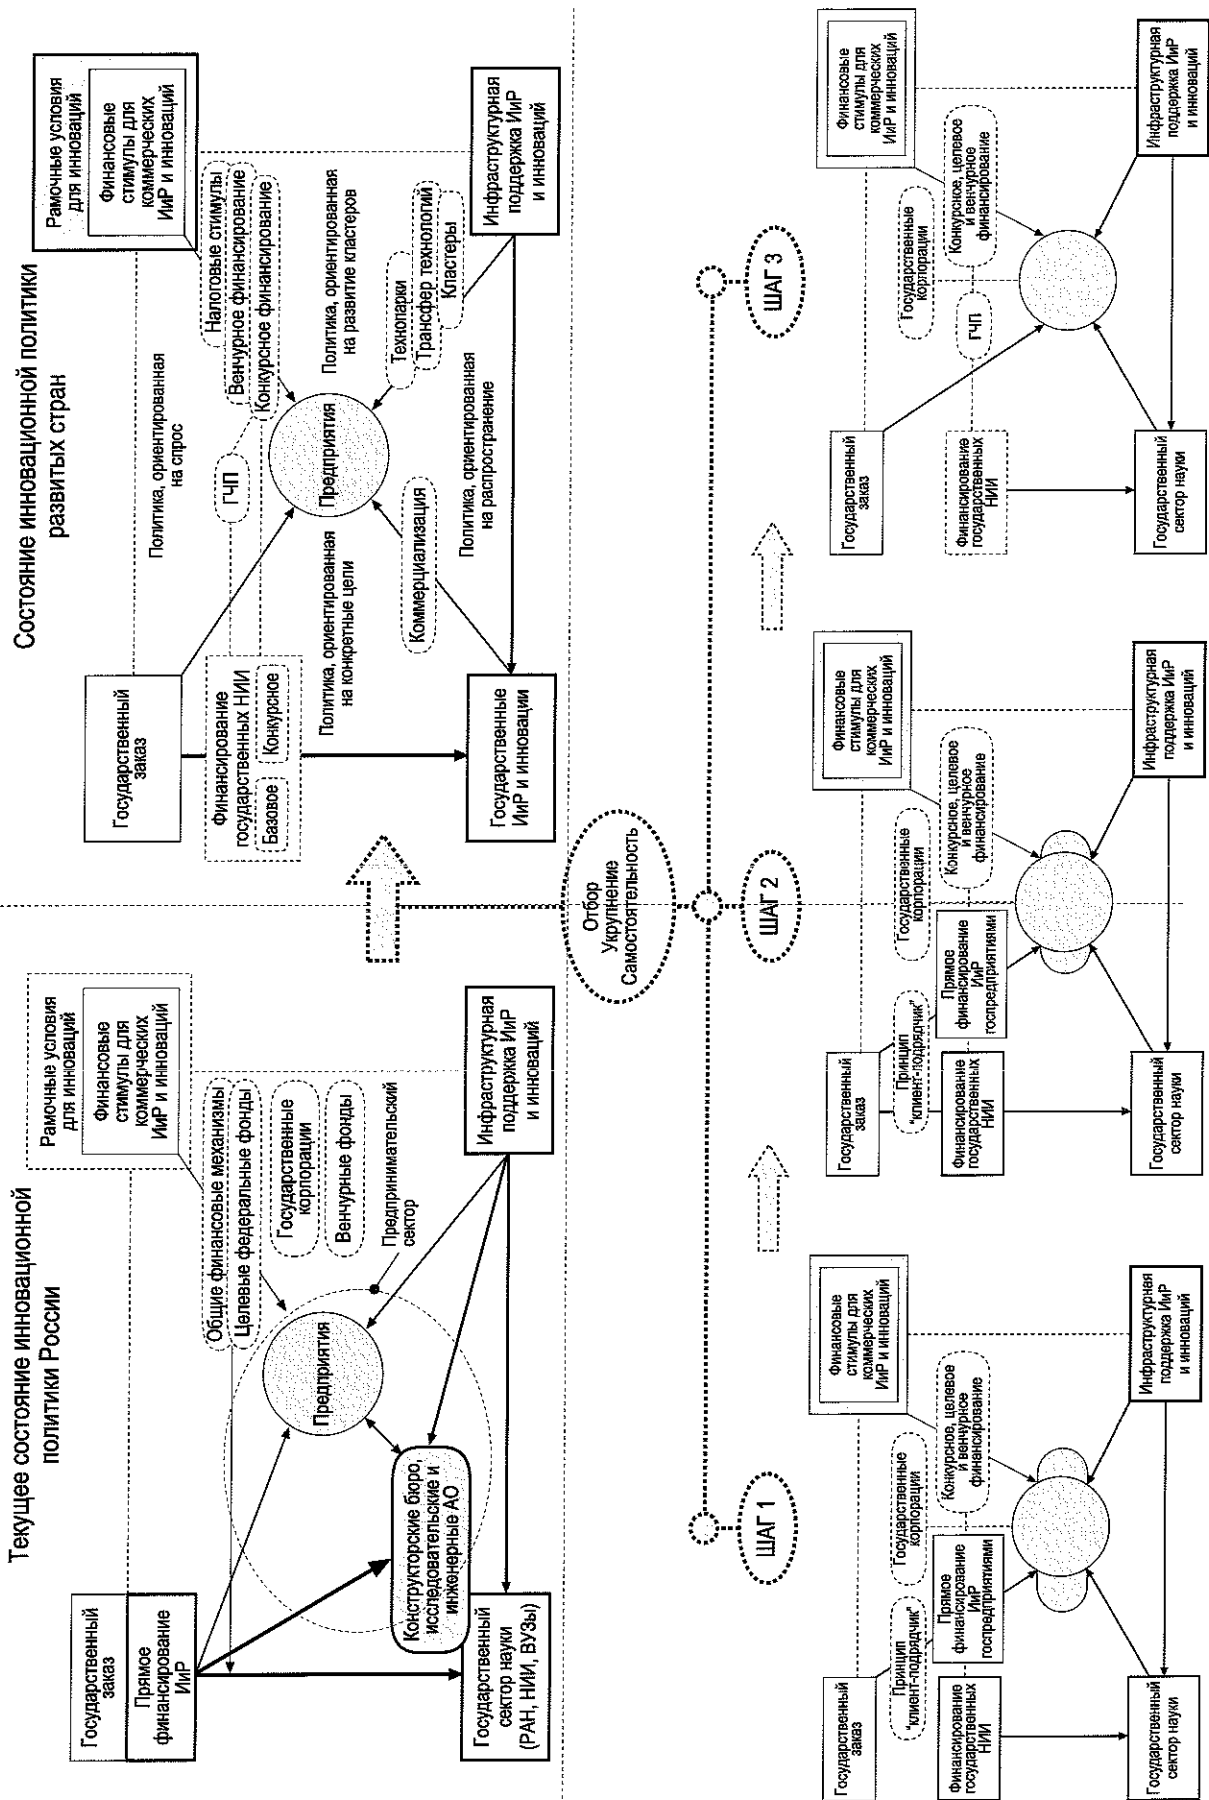 Текущее состояние инновационной
политики России
Государственный
заказ
Прямое
финансирование
ИиР
Рамочные условия
для инноваций
Финансовые
стимулы для
коммерческих
ИиР и инноваций
Общие финансовые механизмы
Целевые федеральные фонды
Государственные
корпорации
Венчурные фонды
Предпринимательский
сектор
Предприятия
Конструкторские бюро,
исследовательские и
инженерные АО
Государственный
сектор науки
(РАН, НИИ, ВУЗы)
Инфраструктурная
поддержка ИиР
и инноваций
Состояние инновационной политики
развитых стран
Государственный
заказ
Политика, ориентированная
на спрос
Рамочные условия
для инноваций
Финансовые
стимулы для
коммерческих
ИиР и инноваций
Налоговые стимулы
Венчурное финансирование
Конкурсное финансирование
ГЧП
Финансирование
государственных НИИ
Базовое
Конкурсное
Предприятия
Политика, ориентированная
на конкретные цели
Политика, ориентированная
на развитие кластеров
Технопарки
Трансфер технологий
Кластеры
Коммерциализация
Политика, ориентированная
на распространение
Государственные
ИиР и инновации
Инфраструктурная
поддержка ИиР
и инноваций
Отбор
Укрупнение
Самостоятельность
ШАГ 1
ШАГ 2
ШАГ 3
Государственный
заказ
Финансовые
стимулы для
коммерческих
ИиР и инноваций
Принцип
"клиент-подрядчик"
Государственные
корпорации
Финансирование
государственных
НИИ
Прямое
финансирование
ИиР
госпредприятиями
Конкурсное, целевое
и венчурное
финансирование
Государственный
сектор науки
Инфраструктурная
поддержка ИиР
и инноваций
Государственный
заказ
Финансовые
стимулы для
коммерческих
ИиР и инноваций
Принцип
"клиент-подрядчик"
Государственные
корпорации
Финансирование
государственных
НИИ
Прямое
финансирование
ИиР
госпредприятиями
Конкурсное, целевое
и венчурное
финансирование
Государственный
сектор науки
Инфраструктурная
поддержка ИиР
и инноваций
Государственный
заказ
Финансовые
стимулы для
коммерческих
ИиР и инноваций
Государственные
корпорации
Финансирование
государственных
НИИ
ГЧП
Конкурсное, целевое
и венчурное
финансирование
Государственный
сектор науки
Инфраструктурная
поддержка ИиР
и инноваций